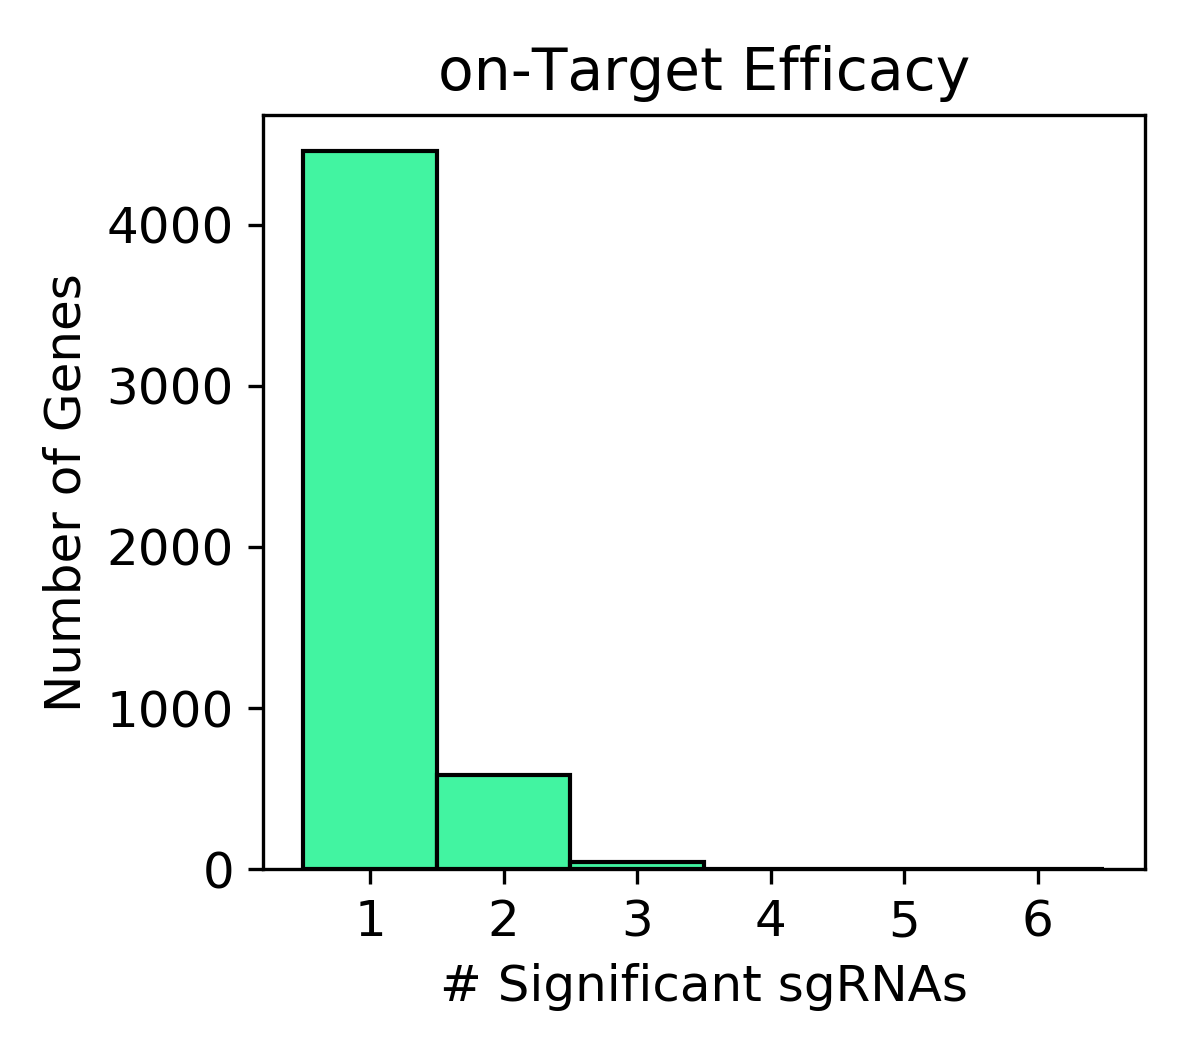 on-Target Efficacy
Number of Genes
4000
3000
2000
1000
0
1 2 3 4 5 6
# Significant sgRNAs